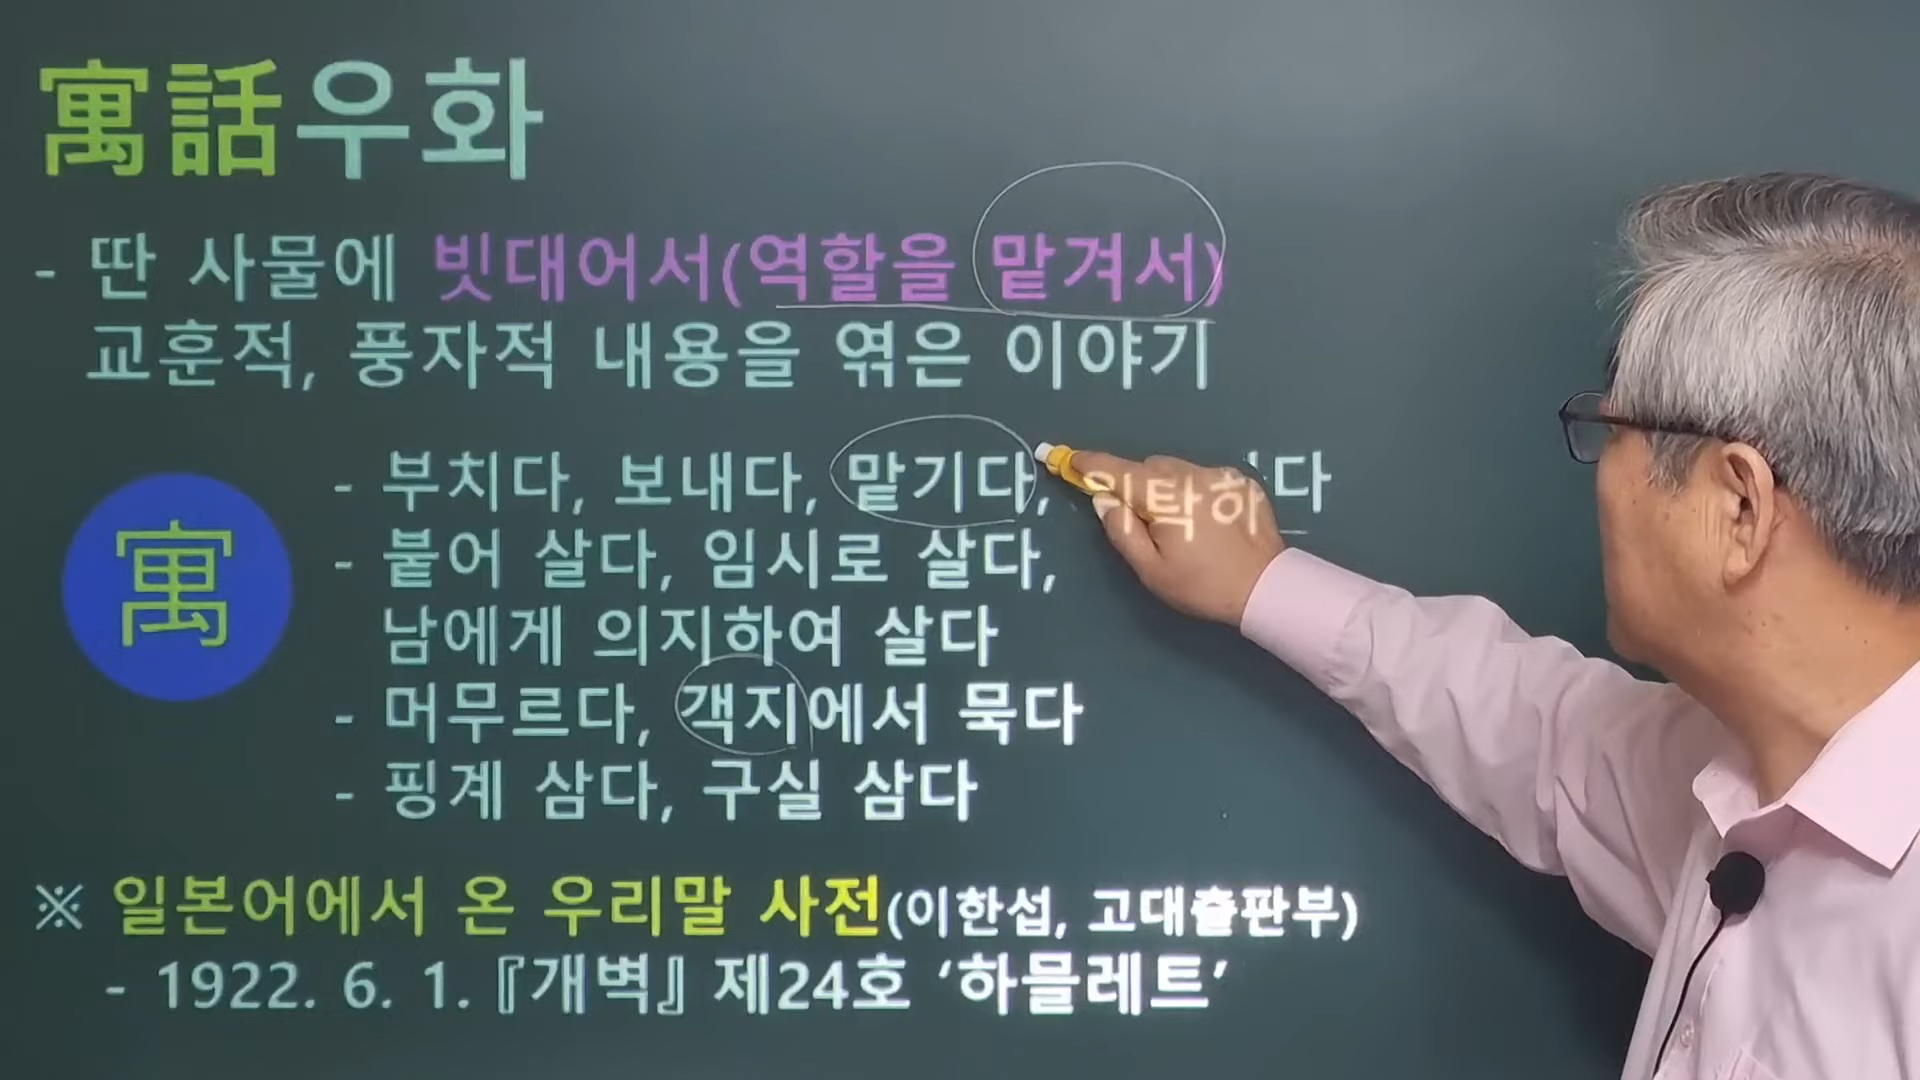 寓話우화
- 딴 사물에 빗대어서(역할을 맡겨서)
교훈적, 풍자적 내용을 엮은 이야기
寓
- 부치다, 보내다, 맡기다, 위탁하다
- 붙어 살다, 임시로 살다,
남에게 의지하여 살다
- 머무르다, 객지에서 묵다
- 핑계 삼다, 구실 삼다
※ 일본어에서 온 우리말 사전(이한섭, 고대출판부)
- 1922. 6. 1.『개벽』 제24호 ‘하믈레트’